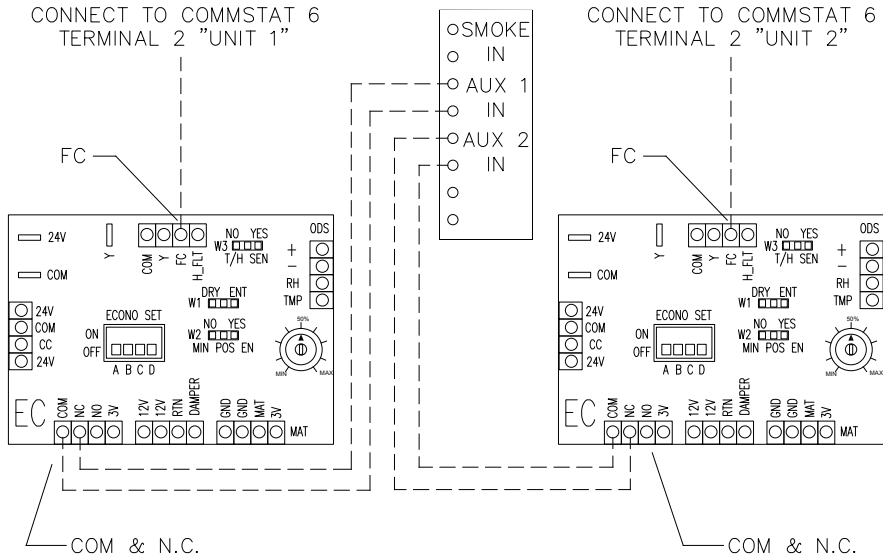 CONNECT TO COMMSTAT 6
TERMINAL 2 "UNIT 1"
SMOKE
IN
AUX 1
IN
AUX 2
IN
CONNECT TO COMMSTAT 6
TERMINAL 2 "UNIT 2"
FC
24V
COM
Y
COM
Y
FC
H_FLT
NO YES
W3
T/H SEN
ODS
+
-
RH
TMP
DRY ENT
W1
NO YES
W2
MIN POS EN
24V
COM
CC
24V
ECONO SET
ON
OFF
A B C D
50%
MIN
MAX
EC
COM
NC
NO
3V
12V
12V
RTN
DAMPER
GND
GND
MAT
3V
MAT
COM & N.C.
FC
24V
COM
Y
COM
Y
FC
H_FLT
NO YES
W3
T/H SEN
ODS
+
-
RH
TMP
DRY ENT
W1
NO YES
W2
MIN POS EN
24V
COM
CC
24V
ECONO SET
ON
OFF
A B C D
50%
MIN
MAX
EC
COM
NC
NO
3V
12V
12V
RTN
DAMPER
GND
GND
MAT
3V
MAT
COM & N.C.